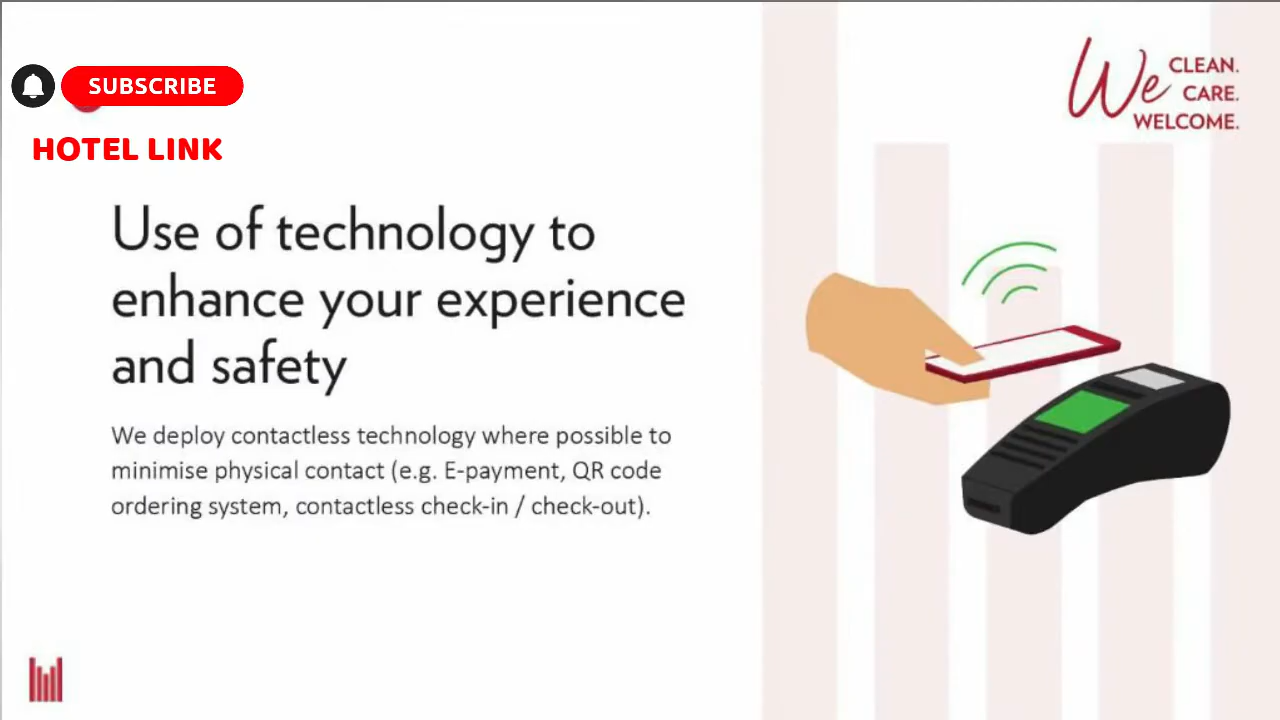 SUBSCRIBE
HOTEL LINK
We CLEAN.
CARE.
WELCOME.
Use of technology to
enhance your experience
and safety
We deploy contactless technology where possible to
minimise physical contact (e.g. E-payment, QR code
ordering system, contactless check-in / check-out).